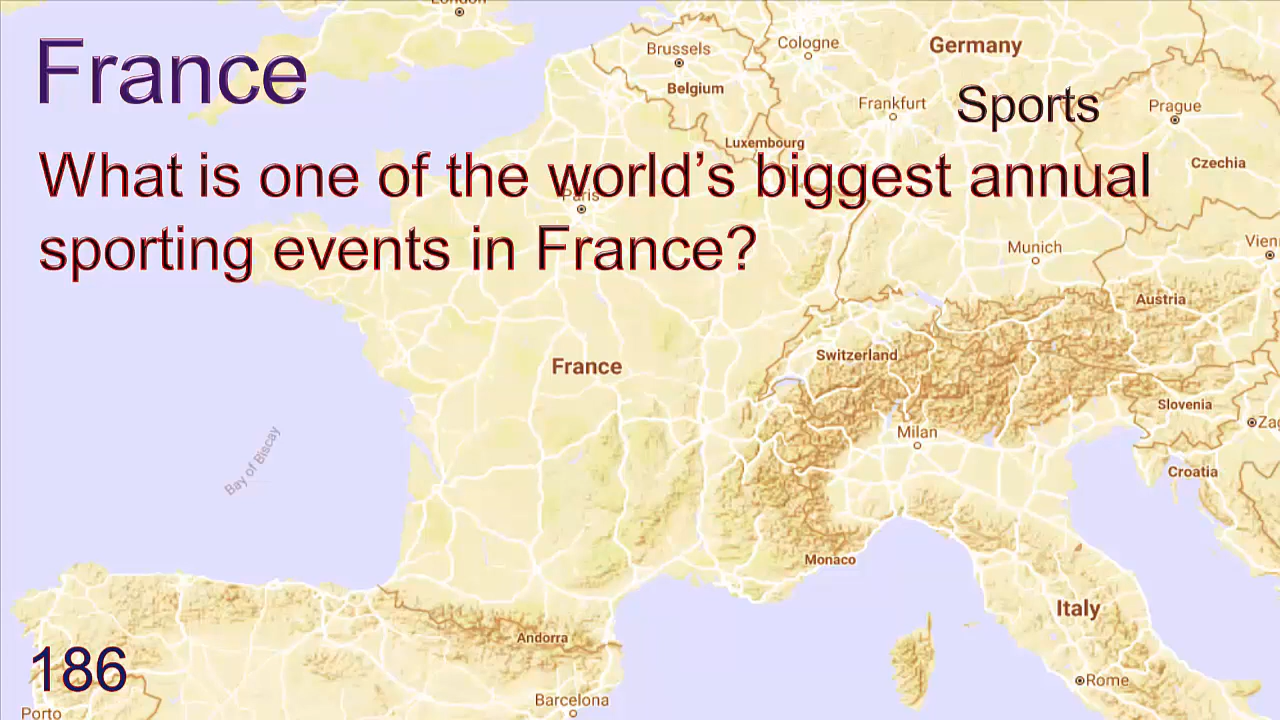 London
France
Brussels
Cologne
Germany
Belgium
Frankfurt
Sports
Prague
Luxembourg
Czechia
What is one of the world's biggest annual
Paris
sporting events in France?
Munich
Vien
Austria
Switzerland
France
Slovenia
Zag
Milan
Bay of Biscay
Croatia
Monaco
Italy
Andorra
186
Rome
Barcelona
Porto